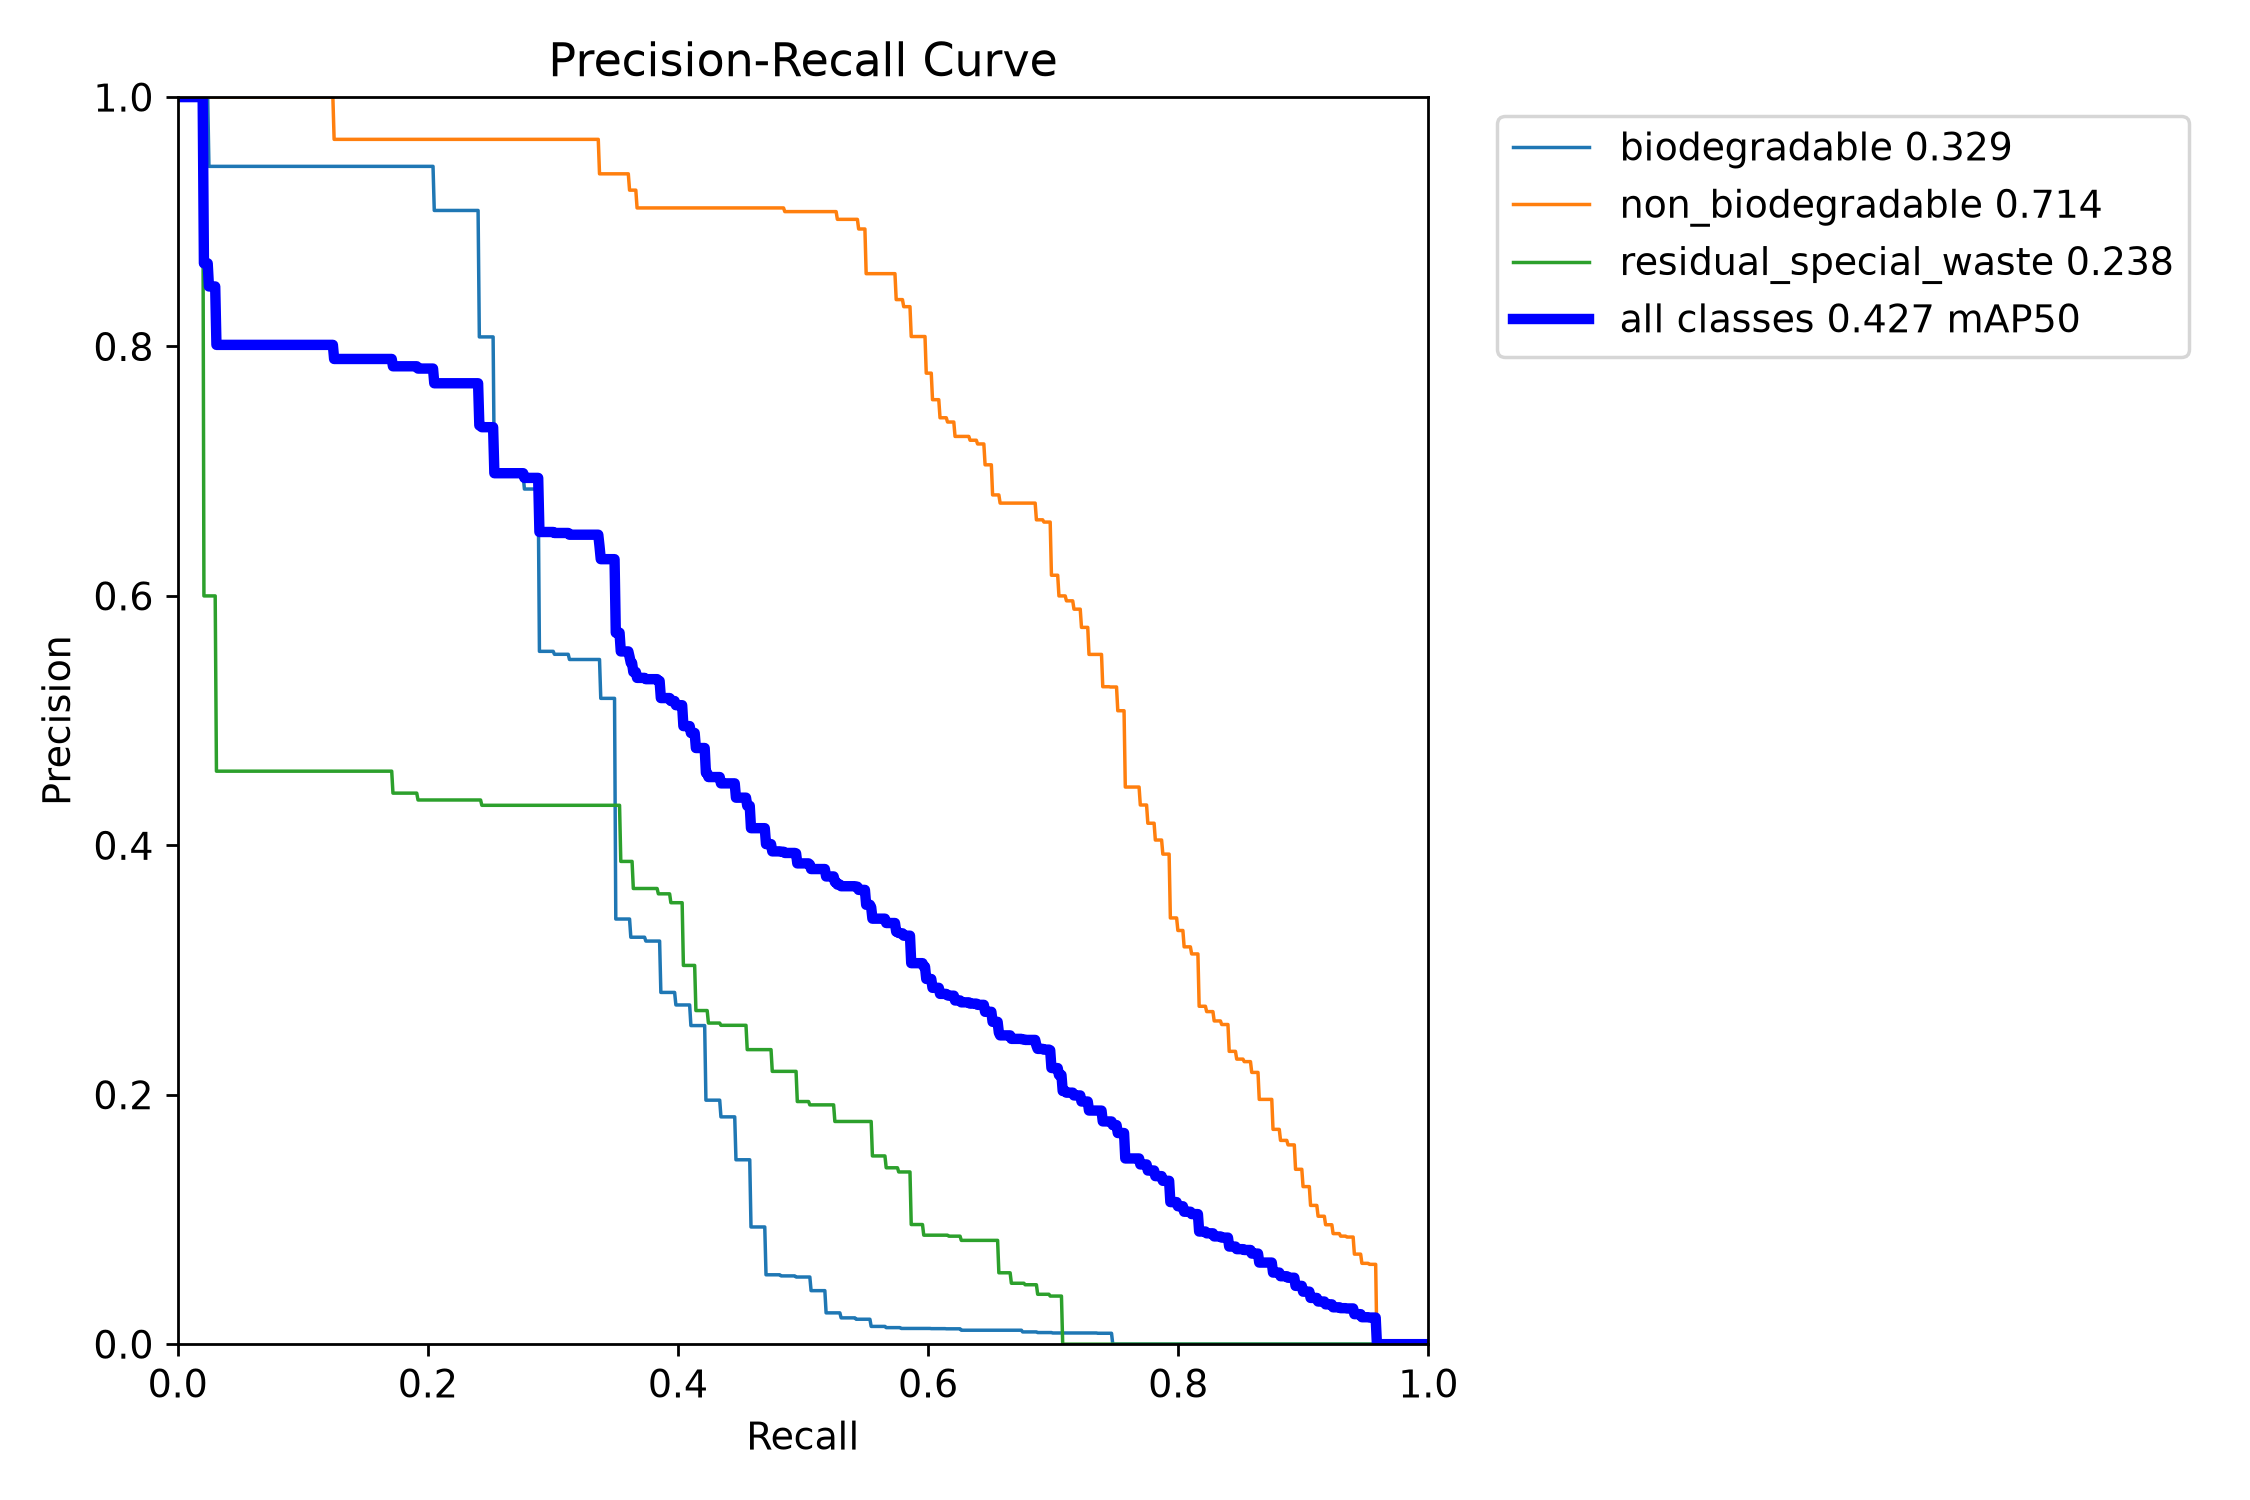 Precision-Recall Curve
1.0
0.8
0.6
0.4
0.2
0.0
Precision
0.0 0.2 0.4 0.6 0.8 1.0
Recall
biodegradable 0.329
non_biodegradable 0.714
residual_special_waste 0.238
all classes 0.427 mAP50